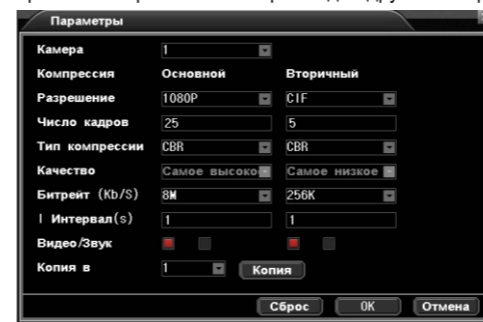 Параметры
Камера 1
Компрессия Основной Вторичный
Разрешение 1080P CIF
Число кадров 25 5
Тип компрессии CBR CBR
Качество Самое высоко Самое низкое
Битрейт (Kb/S) 8M 256K
I Интервал(s) 1 1
Видео/Звук
Копия в 1 Копия
Сброс OK Отмена